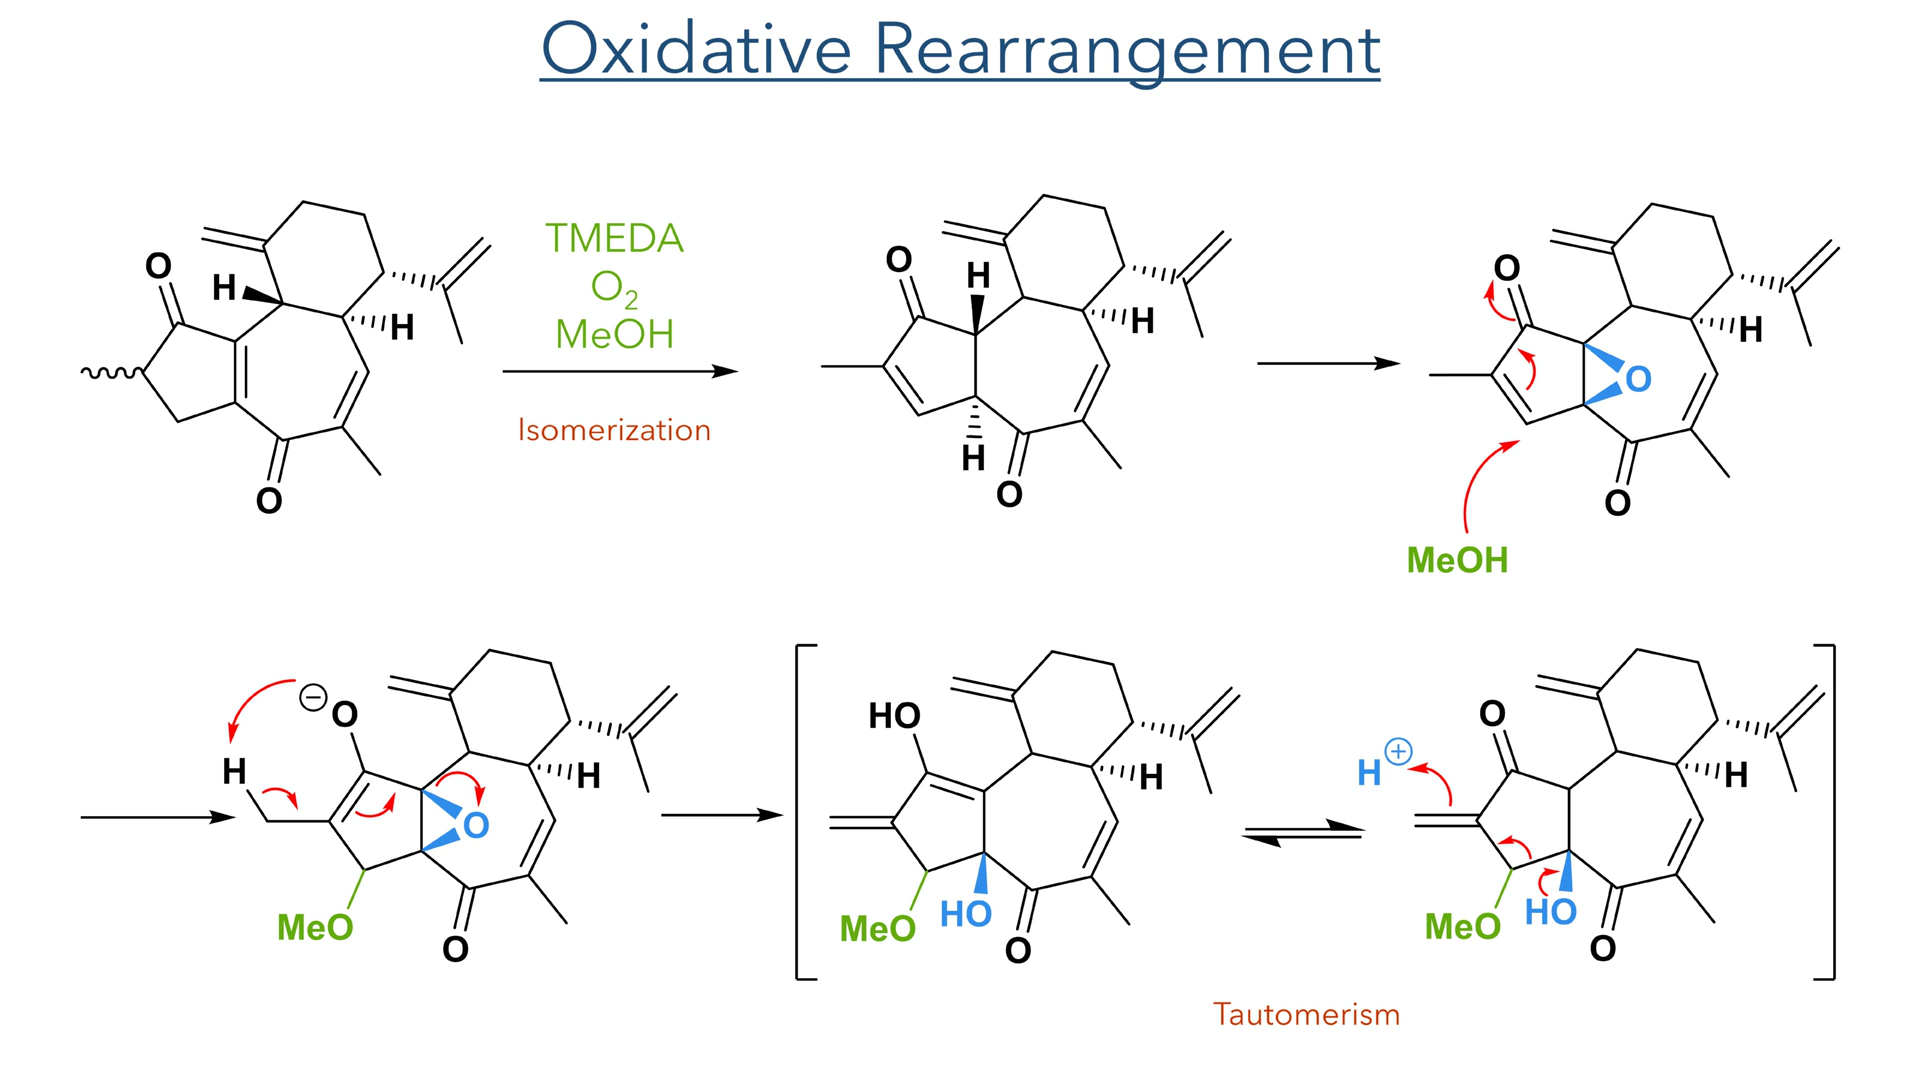 Oxidative Rearrangement
TMEDA
O₂
MeOH
Isomerization
O
H
H
O
O
H
H
H
O
O
H
O
O
MeOH
⊖
O
H
H
O
MeO
O
HO
H
MeO
HO
O
O
H⊕
H
MeO
HO
O
Tautomerism